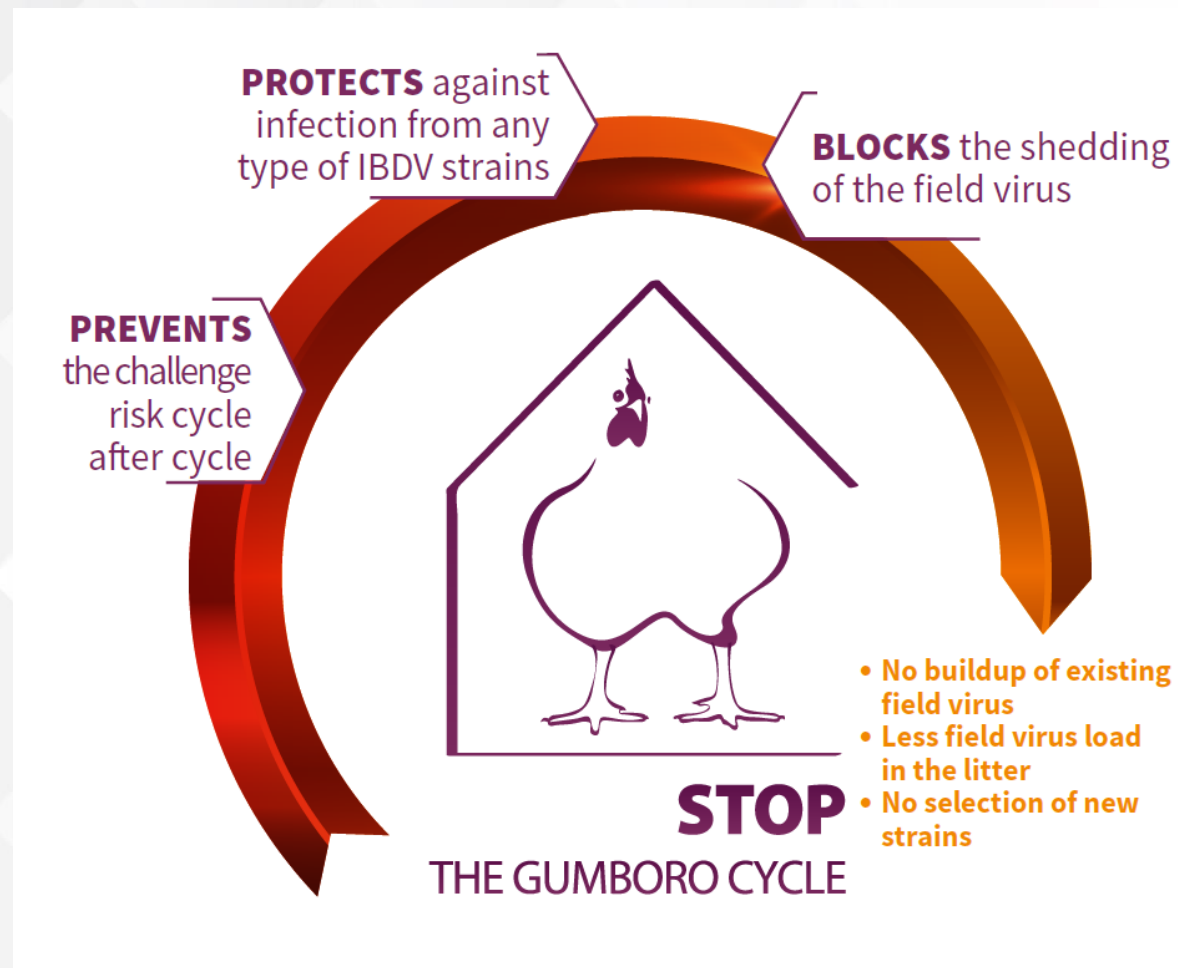 PROTECTS against
infection from any
type of IBDV strains
BLOCKS the shedding
of the field virus
PREVENTS
the challenge
risk cycle
after cycle
• No buildup of existing
field virus
• Less field virus load
in the litter
• No selection of new
strains
STOP
THE GUMBORO CYCLE